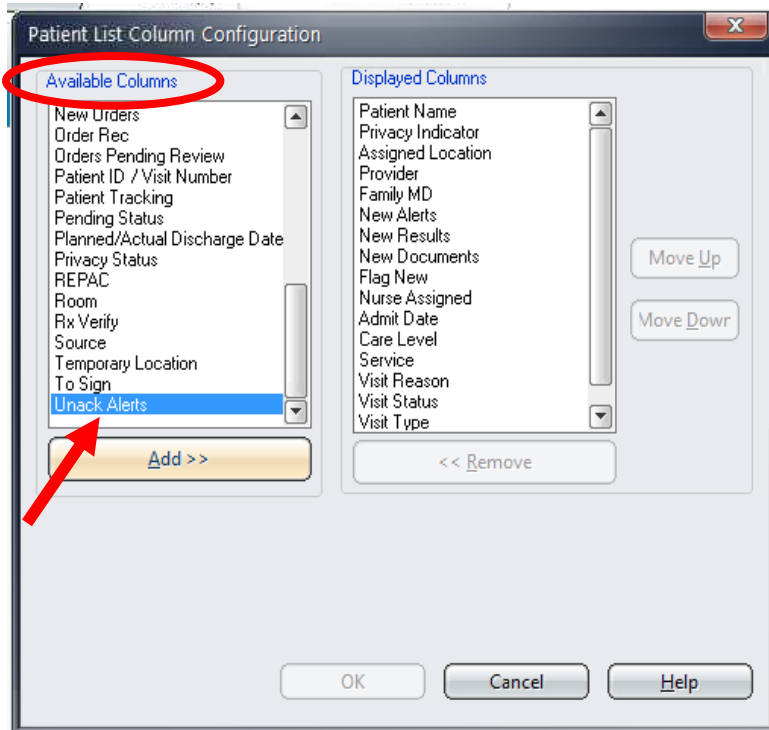 Patient List Column Configuration
Available Columns
New Orders
Order Rec
Orders Pending Review
Patient ID / Visit Number
Patient Tracking
Pending Status
Planned/Actual Discharge Date
Privacy Status
REPAC
Room
Rx Verify
Source
Temporary Location
To Sign
Unack Alerts
Add >>
Displayed Columns
Patient Name
Privacy Indicator
Assigned Location
Provider
Family MD
New Alerts
New Results
New Documents
Flag New
Nurse Assigned
Admit Date
Care Level
Service
Visit Reason
Visit Status
Visit Type
<< Remove
Move Up
Move Down
OK
Cancel
Help